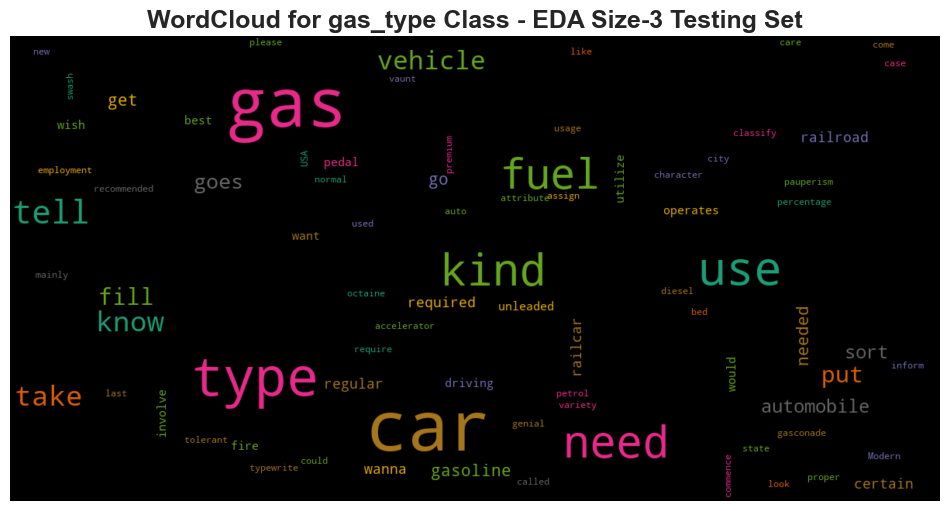 WordCloud for gas_type Class - EDA Size-3 Testing Set
new
please
like
care
come
vehicle
case
swash
vaunt
get
gas
wish
best
usage
classify
railroad
USA
pedal
premium
city
employment
recommended
goes
normal
go
fuel
attribute
assign
utilize
character
pauperism
percentage
tell
used
auto
operates
want
mainly
kind
use
fill
octaine
required
unleaded
diesel
bed
know
accelerator
railcar
needed
require
sort
inform
type
regular
driving
would
put
take
last
petrol
variety
automobile
involve
car
genial
need
gasconade
tolerant
fire
state
Modern
could
typewrite
wanna
gasoline
called
commence
look
proper
certain